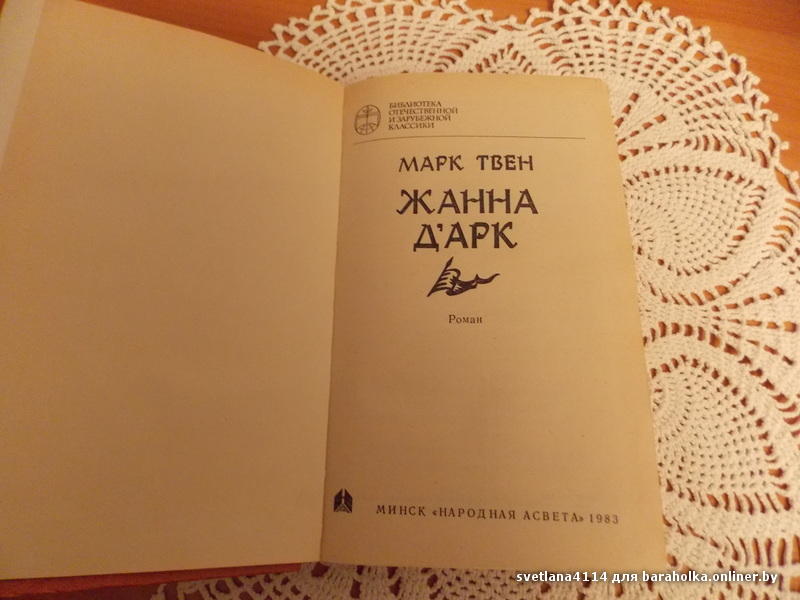 БИБЛИОТЕКА
ОТЕЧЕСТВЕННОЙ
И ЗАРУБЕЖНОЙ
КЛАССИКИ
МАРК ТВЕН
ЖАННА
Д'АРК
Роман
МИНСК «НАРОДНАЯ АСВЕТА» 1983
svetlana4114 для baraholka.onliner.by